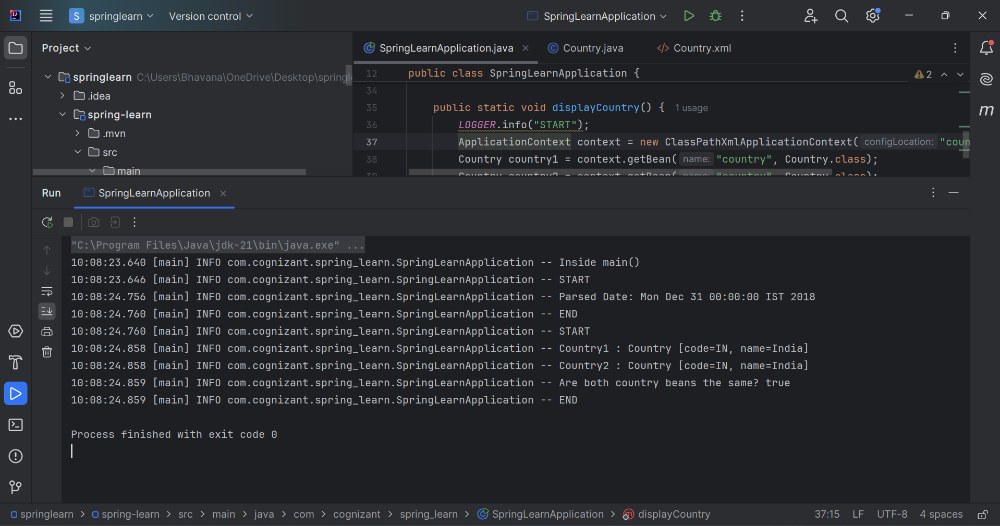 S springlearn Version control SpringLearnApplication
Project
springlearn C:\Users\Bhavana\OneDrive\Desktop\springle
.idea
spring-learn
.mvn
src
main
SpringLearnApplication.java Country.java Country.xml
12 public class SpringLearnApplication { 2
34
35 public static void displayCountry() { 1 usage
36 LOGGER.info("START");
37 ApplicationContext context = new ClassPathXmlApplicationContext( configLocation: "coun
38 Country country1 = context.getBean( name: "country", Country.class);
39 Country country2 = context.getBean( name: "country", Country.class);
Run SpringLearnApplication
"C:\Program Files\Java\jdk-21\bin\java.exe" ...
10:08:23.640 [main] INFO com.cognizant.spring_learn.SpringLearnApplication -- Inside main()
10:08:23.646 [main] INFO com.cognizant.spring_learn.SpringLearnApplication -- START
10:08:24.756 [main] INFO com.cognizant.spring_learn.SpringLearnApplication -- Parsed Date: Mon Dec 31 00:00:00 IST 2018
10:08:24.760 [main] INFO com.cognizant.spring_learn.SpringLearnApplication -- END
10:08:24.760 [main] INFO com.cognizant.spring_learn.SpringLearnApplication -- START
10:08:24.858 [main] INFO com.cognizant.spring_learn.SpringLearnApplication -- Country1 : Country [code=IN, name=India]
10:08:24.858 [main] INFO com.cognizant.spring_learn.SpringLearnApplication -- Country2 : Country [code=IN, name=India]
10:08:24.859 [main] INFO com.cognizant.spring_learn.SpringLearnApplication -- Are both country beans the same? true
10:08:24.859 [main] INFO com.cognizant.spring_learn.SpringLearnApplication -- END
Process finished with exit code 0
springlearn > spring-learn > src > main > java > com > cognizant > spring_learn > SpringLearnApplication > displayCountry 37:15 LF UTF-8 4 spaces